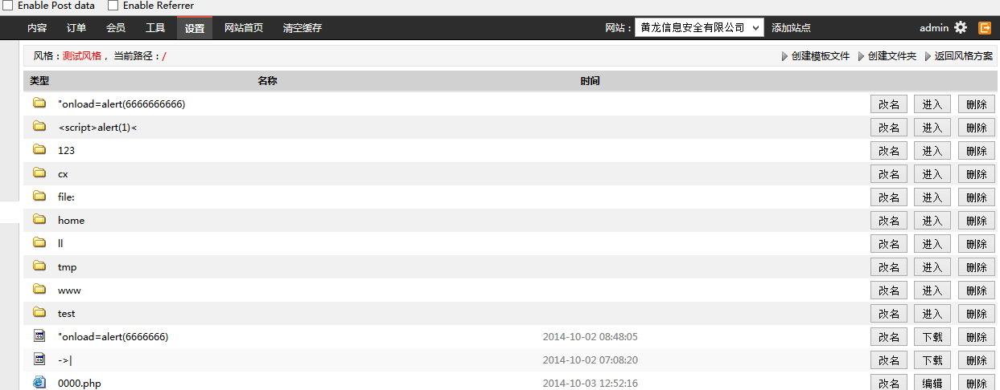 Enable Post data Enable Referrer
内容 订单 会员 工具 设置 网站首页 清空缓存 网站： 黄龙信息安全有限公司 添加站点 admin
风格：测试风格， 当前路径：/ 创建模板文件 创建文件夹 返回风格方案
类型 名称 时间
"onload=alert(6666666666) 改名 进入 删除
<script>alert(1)< 改名 进入 删除
123 改名 进入 删除
cx 改名 进入 删除
file: 改名 进入 删除
home 改名 进入 删除
ll 改名 进入 删除
tmp 改名 进入 删除
www 改名 进入 删除
test 改名 进入 删除
"onload=alert(6666666) 2014-10-02 08:48:05 改名 下载 删除
->| 2014-10-02 07:08:20 改名 下载 删除
0000.php 2014-10-03 12:52:16 改名 编辑 删除